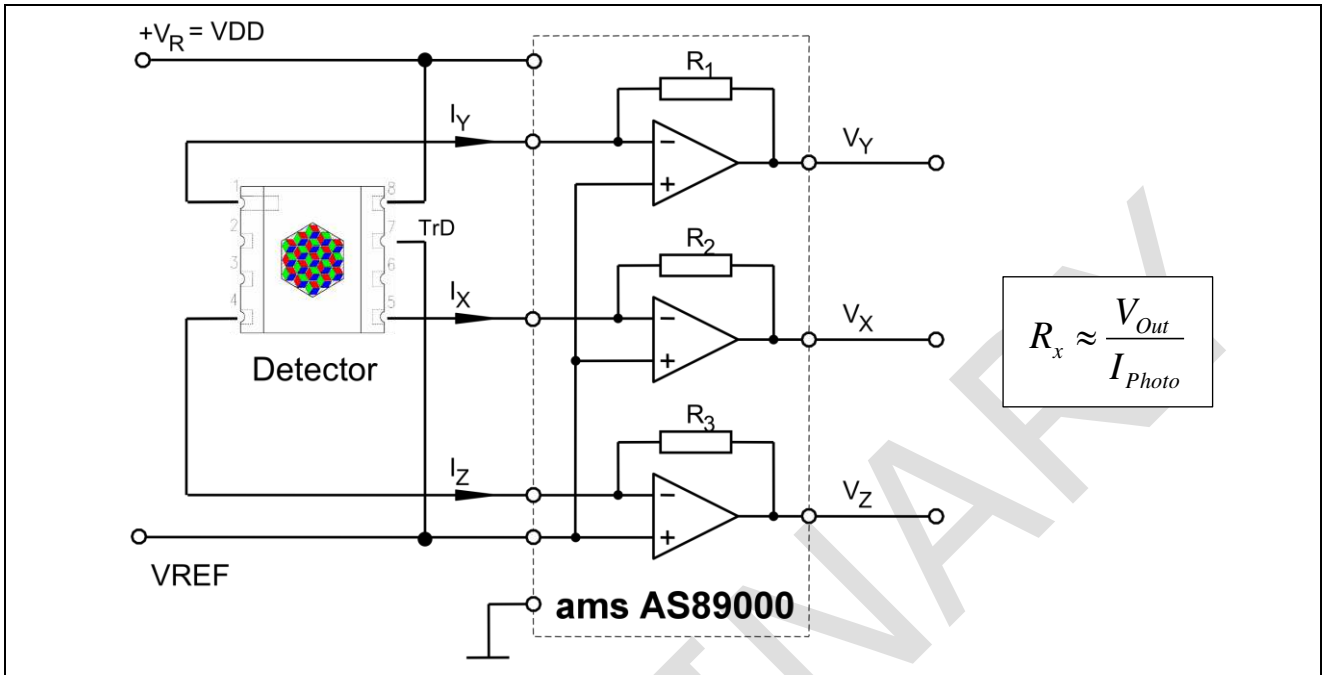 +V_R = VDD
R_1
I_Y
V_Y
1
8
2
7
TrD
3
6
4
5
R_2
I_X
V_X
Detector
R_x ≈ V_Out / I_Photo
R_3
I_Z
V_Z
VREF
ams AS89000
− + − + − +
INARY